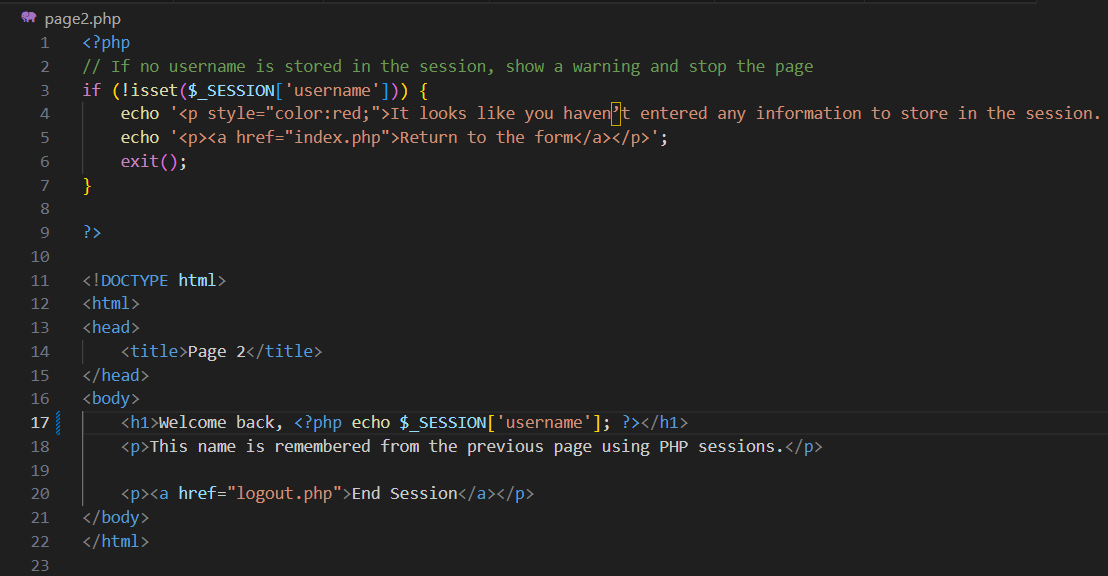 page2.php
1 <?php
2 // If no username is stored in the session, show a warning and stop the page
3 if (!isset($_SESSION['username'])) {
4 echo '<p style="color:red;">It looks like you haven’t entered any information to store in the session.
5 echo '<p><a href="index.php">Return to the form</a></p>';
6 exit();
7 }
8
9 ?>
10
11 <!DOCTYPE html>
12 <html>
13 <head>
14 <title>Page 2</title>
15 </head>
16 <body>
17 <h1>Welcome back, <?php echo $_SESSION['username']; ?></h1>
18 <p>This name is remembered from the previous page using PHP sessions.</p>
19
20 <p><a href="logout.php">End Session</a></p>
21 </body>
22 </html>
23